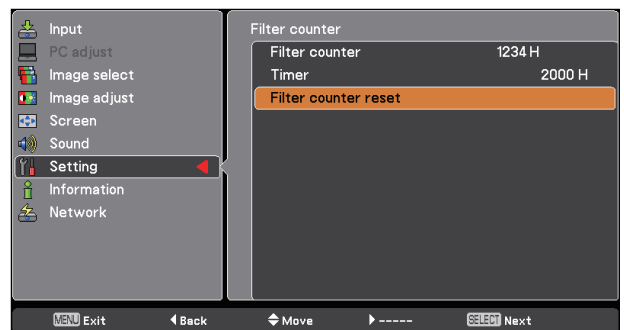 Input
PC adjust
Image select
Image adjust
Screen
Sound
Setting
Information
Network
Filter counter
Filter counter 1234 H
Timer 2000 H
Filter counter reset
MENU Exit Back Move ----- SELECT Next